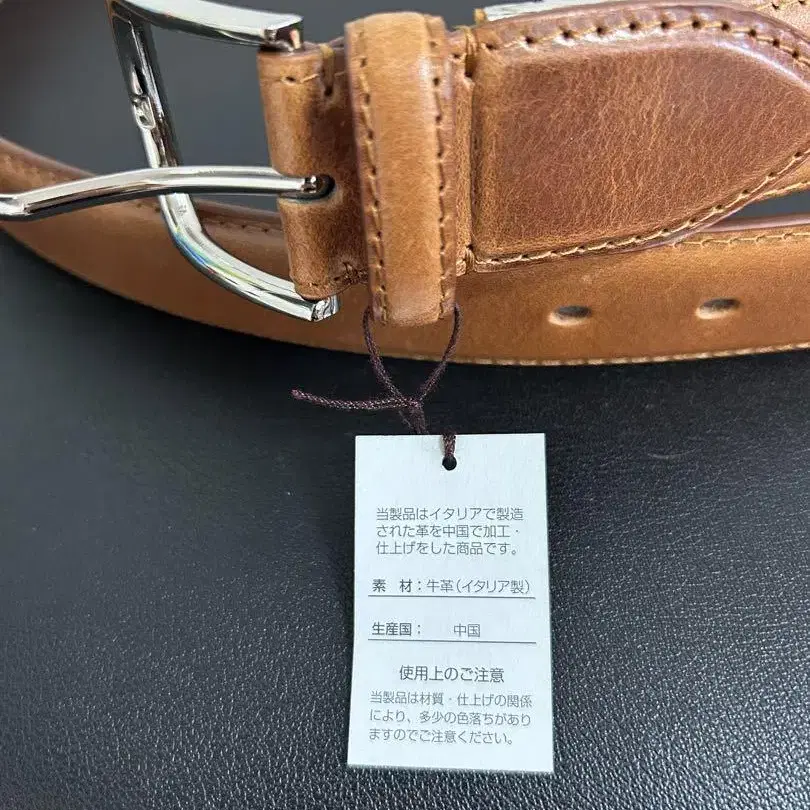 当製品はイタリアで製造
された革を中国で加工・
仕上げをした商品です。
素　材：牛革（イタリア製）
生産国：　中国
使用上のご注意
当製品は材質・仕上げの関係
により、多少の色落ちがあり
ますのでご注意ください。